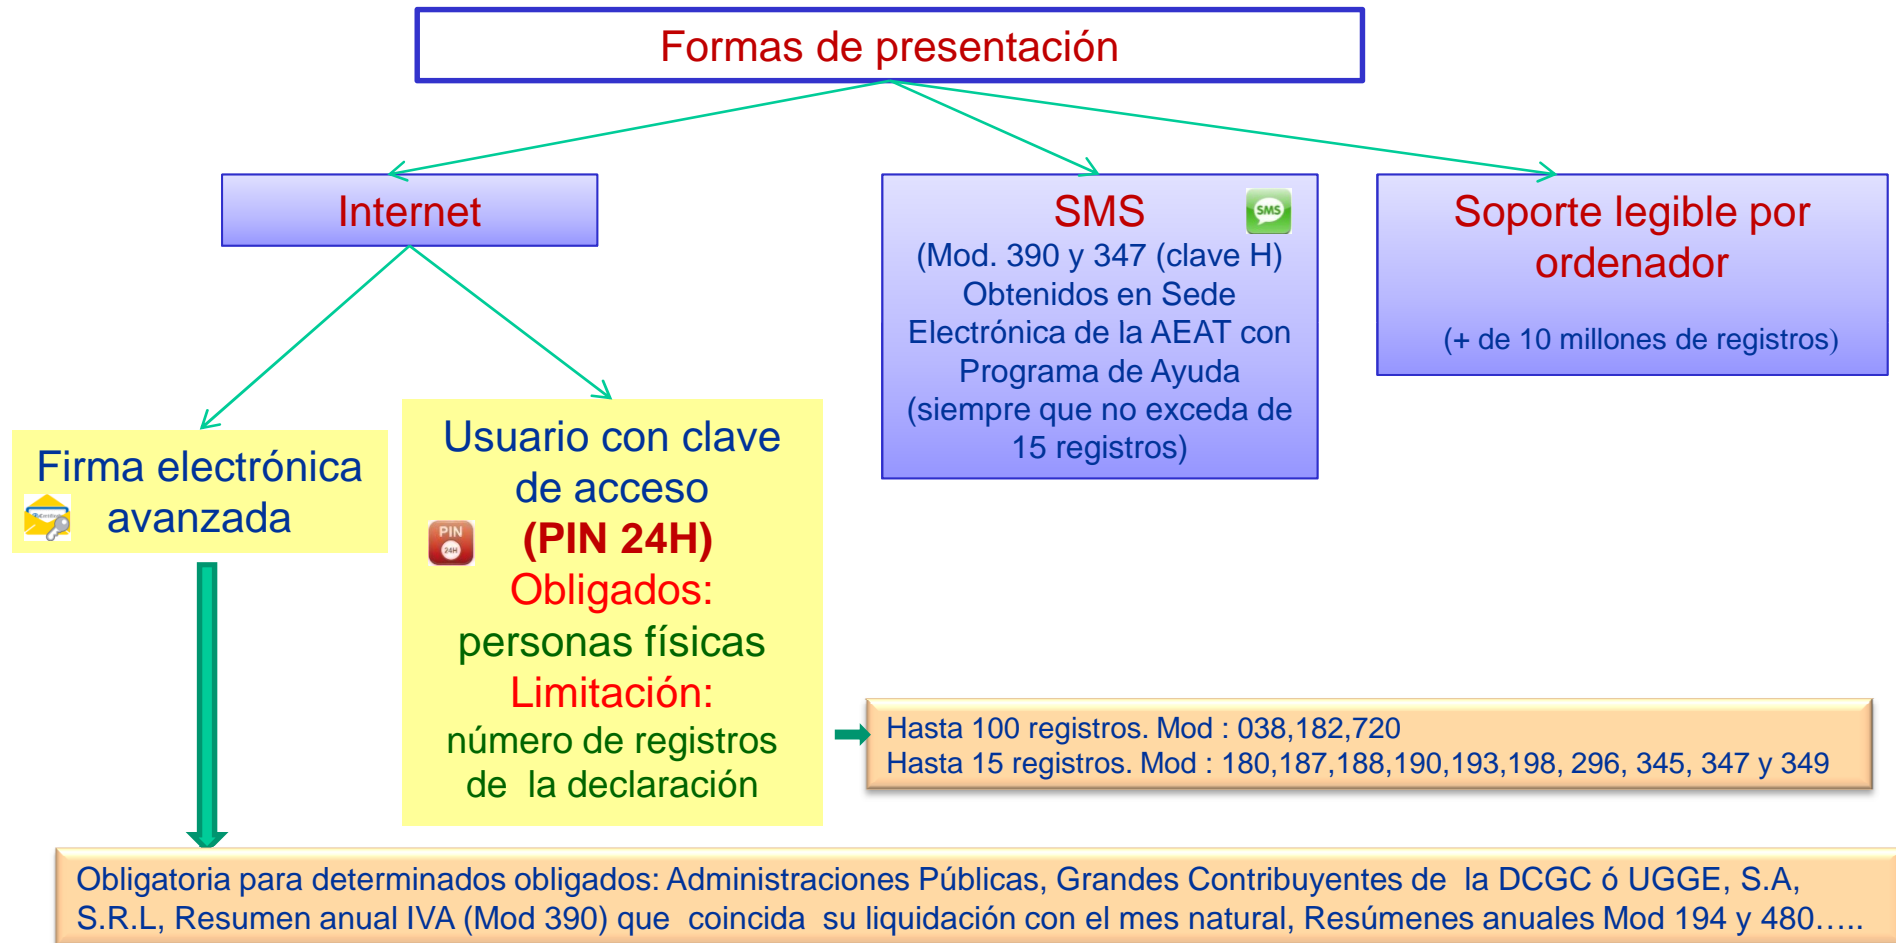 Formas de presentación
Internet
SMS
SMS
(Mod. 390 y 347 (clave H)
Obtenidos en Sede
Electrónica de la AEAT con
Programa de Ayuda
(siempre que no exceda de
15 registros)
Soporte legible por
ordenador
(+ de 10 millones de registros)
Firma electrónica
avanzada
Usuario con clave
de acceso
PIN
24H
(PIN 24H)
Obligados:
personas físicas
Limitación:
número de registros
de la declaración
Hasta 100 registros. Mod : 038,182,720
Hasta 15 registros. Mod : 180,187,188,190,193,198, 296, 345, 347 y 349
Obligatoria para determinados obligados: Administraciones Públicas, Grandes Contribuyentes de la DCGC ó UGGE, S.A,
S.R.L, Resumen anual IVA (Mod 390) que coincida su liquidación con el mes natural, Resúmenes anuales Mod 194 y 480…..